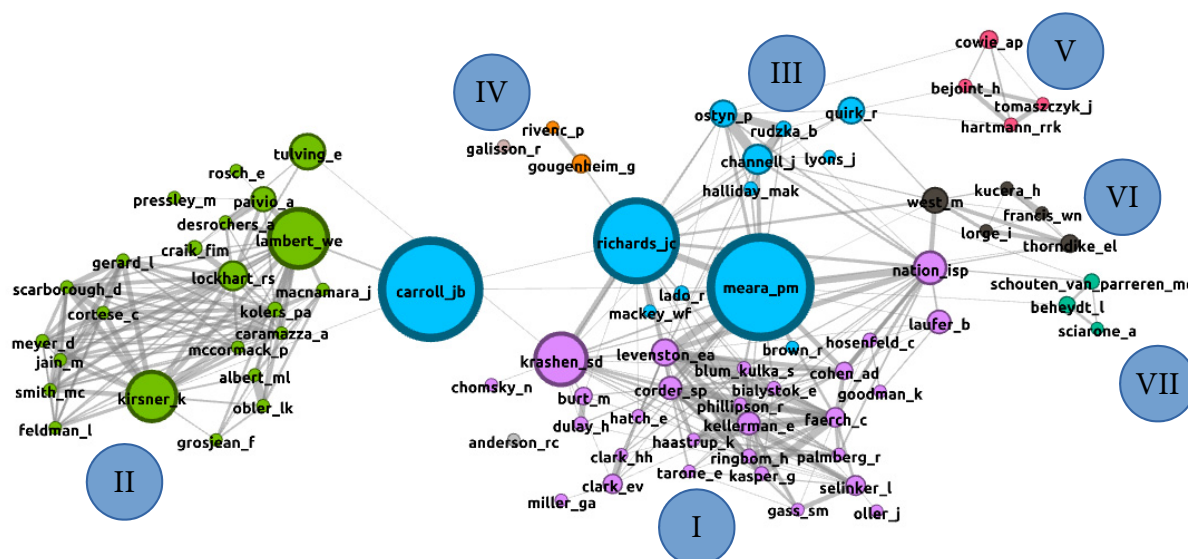 cowie_ap
V
III
bejoint_h
tomaszczyk_j
IV
ostyn_p
quirk_r
hartmann_rrk
rivenc_p
rudzka_b
galisson_r
tulving_e
channell_j
lyons_j
gougenheim_g
rosch_e
halliday_mak
kucera_h
VI
pressley_m
paivio_a
west_m
francis_wn
desrochers_a
lorge_i
lambert_we
richards_jc
thorndike_el
craik_fim
gerard_l
lockhart_rs
nation_isp
scarborough_d
macnamara_j
carroll_jb
lado_r
meara_pm
schouten_van_parreren_mc
cortese_c
kolers_pa
mackey_wf
beheydt_l
caramazza_a
laufer_b
sciarone_a
meyer_d
mccormack_p
hosenfeld_c
jain_m
krashen_sd
levenston_ea
brown_r
blum_kulka_s
cohen_ad
smith_mc
albert_ml
chomsky_n
corder_sp
bialystok_e
goodman_k
VII
kirsner_k
burt_m
phillipson_r
obler_lk
hatch_e
kellerman_e
faerch_c
feldman_l
dulay_h
grosjean_f
anderson_rc
haastrup_k
clark_hh
ringbom_h
palmberg_r
II
tarone_e
kasper_g
clark_ev
selinker_l
miller_ga
gass_sm
oller_j
I